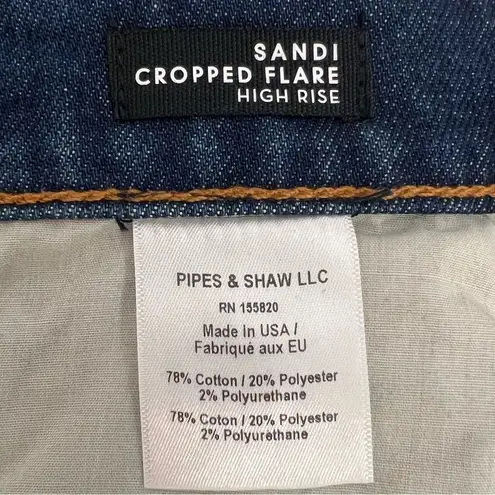 SANDI
CROPPED FLARE
HIGH RISE
PIPES & SHAW LLC
RN 155820
Made In USA /
Fabriqué aux EU
78% Cotton / 20% Polyester
2% Polyurethane
78% Coton / 20% Polyester
2% Polyurethane